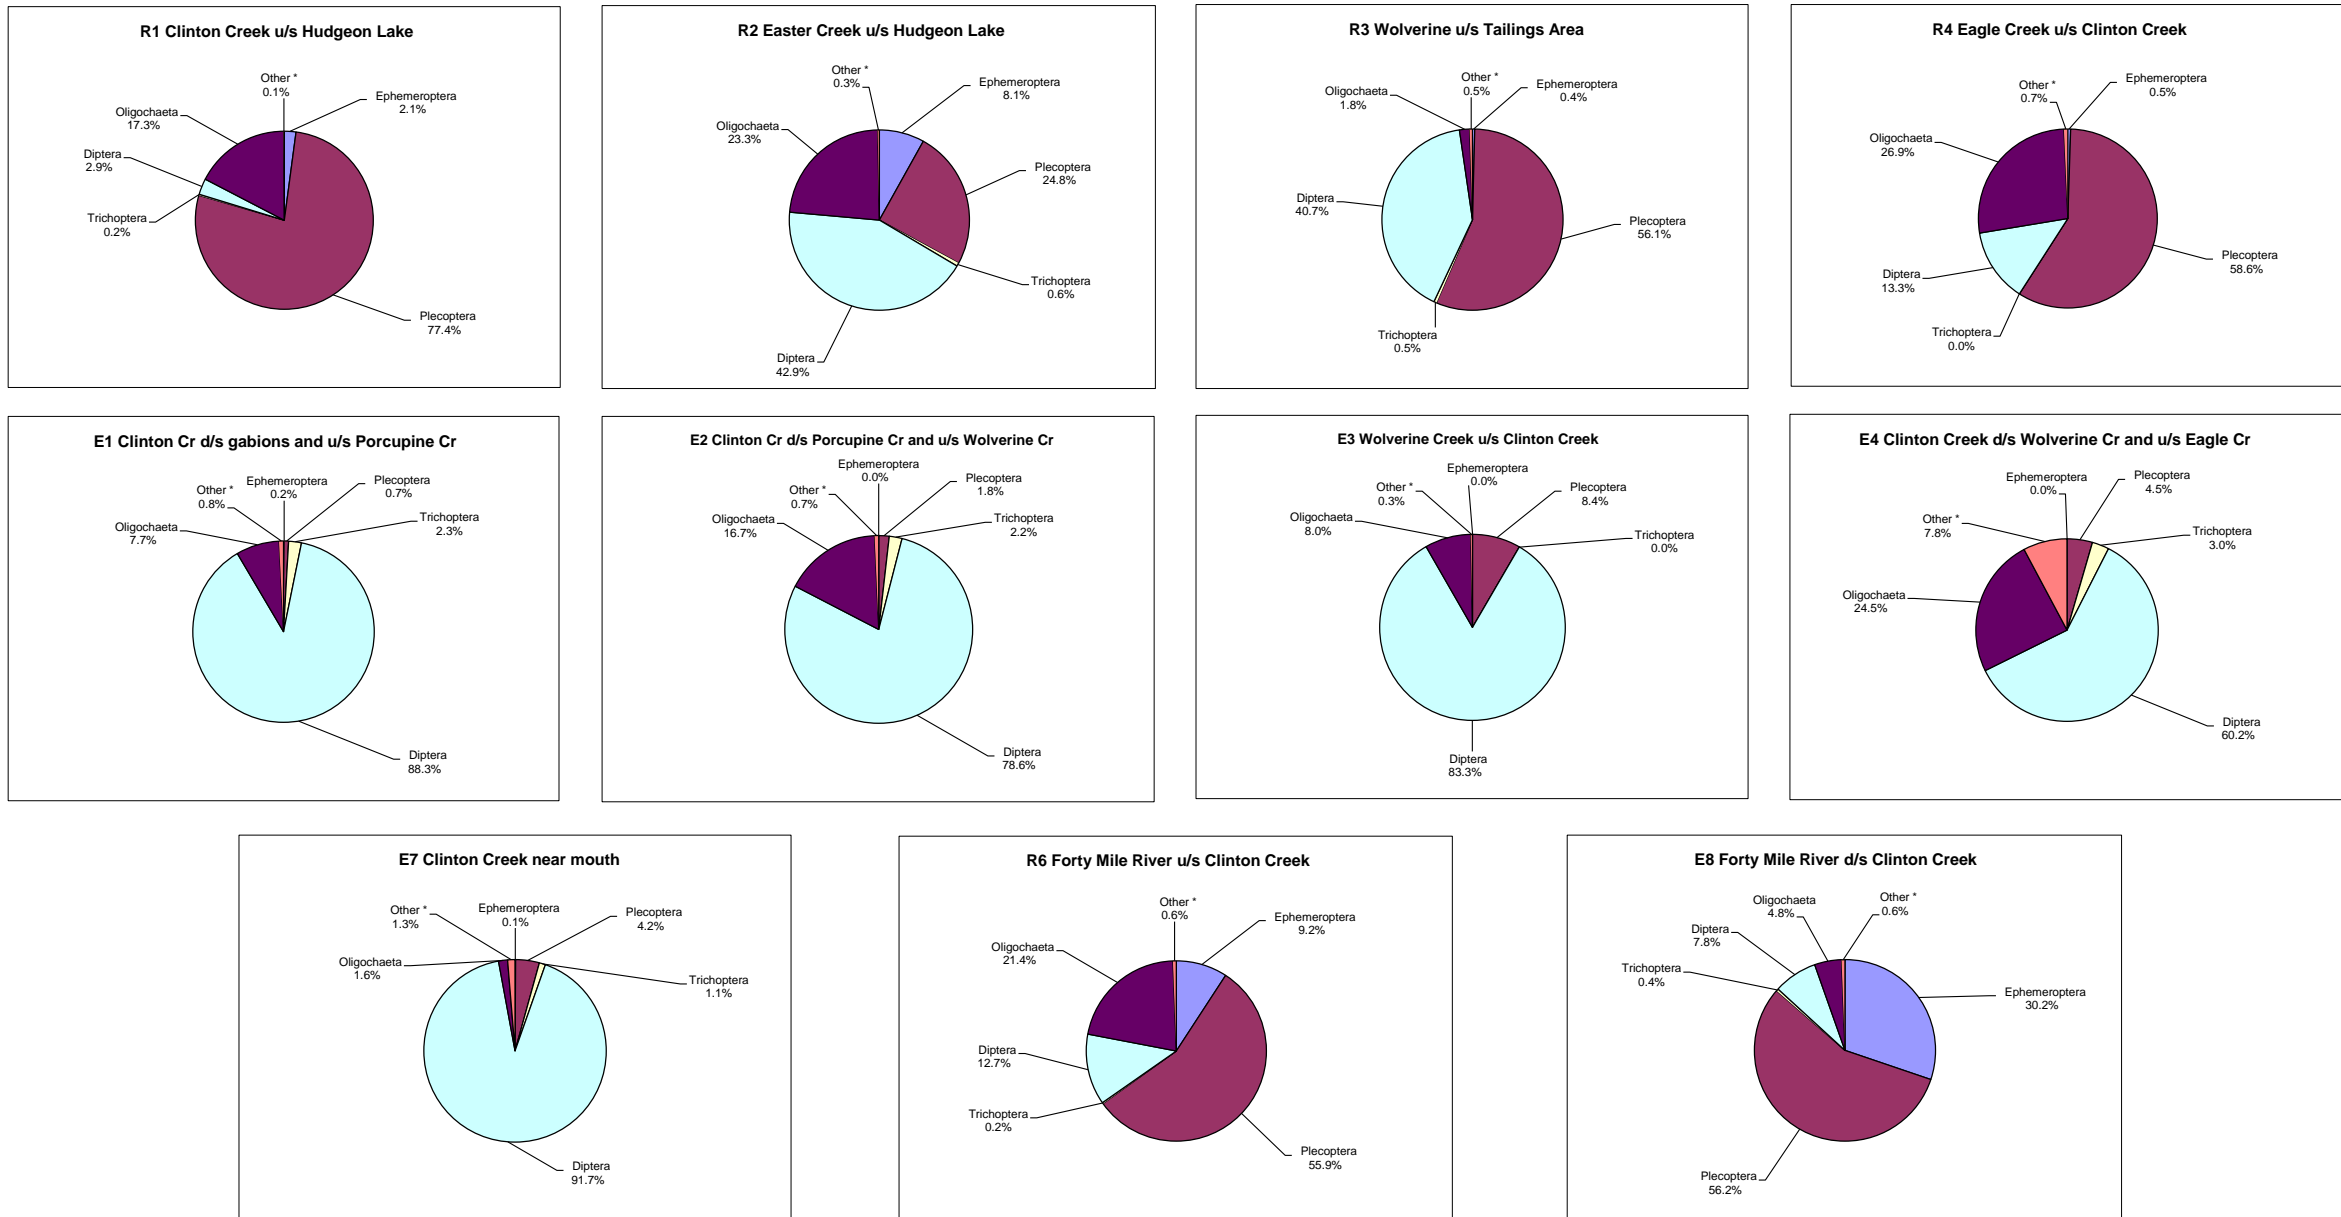 R1 Clinton Creek u/s Hudgeon Lake
Other *
0.1%
Ephemeroptera
2.1%
Oligochaeta
17.3%
Diptera
2.9%
Trichoptera
0.2%
Plecoptera
77.4%
R2 Easter Creek u/s Hudgeon Lake
Other *
0.3%
Ephemeroptera
8.1%
Oligochaeta
23.3%
Plecoptera
24.8%
Trichoptera
0.6%
Diptera
42.9%
R3 Wolverine u/s Tailings Area
Other *
0.5%
Ephemeroptera
0.4%
Oligochaeta
1.8%
Diptera
40.7%
Plecoptera
56.1%
Trichoptera
0.5%
R4 Eagle Creek u/s Clinton Creek
Other *
0.7%
Ephemeroptera
0.5%
Oligochaeta
26.9%
Plecoptera
58.6%
Diptera
13.3%
Trichoptera
0.0%
E1 Clinton Cr d/s gabions and u/s Porcupine Cr
Ephemeroptera
0.2%
Plecoptera
0.7%
Other *
0.8%
Trichoptera
2.3%
Oligochaeta
7.7%
Diptera
88.3%
E2 Clinton Cr d/s Porcupine Cr and u/s Wolverine Cr
Ephemeroptera
0.0%
Plecoptera
1.8%
Other *
0.7%
Trichoptera
2.2%
Oligochaeta
16.7%
Diptera
78.6%
E3 Wolverine Creek u/s Clinton Creek
Ephemeroptera
0.0%
Other *
0.3%
Plecoptera
8.4%
Oligochaeta
8.0%
Trichoptera
0.0%
Diptera
83.3%
E4 Clinton Creek d/s Wolverine Cr and u/s Eagle Cr
Ephemeroptera
0.0%
Plecoptera
4.5%
Other *
7.8%
Trichoptera
3.0%
Oligochaeta
24.5%
Diptera
60.2%
E7 Clinton Creek near mouth
Other *
1.3%
Ephemeroptera
0.1%
Plecoptera
4.2%
Oligochaeta
1.6%
Trichoptera
1.1%
Diptera
91.7%
R6 Forty Mile River u/s Clinton Creek
Other *
0.6%
Ephemeroptera
9.2%
Oligochaeta
21.4%
Diptera
12.7%
Trichoptera
0.2%
Plecoptera
55.9%
E8 Forty Mile River d/s Clinton Creek
Oligochaeta
4.8%
Other *
0.6%
Diptera
7.8%
Trichoptera
0.4%
Ephemeroptera
30.2%
Plecoptera
56.2%